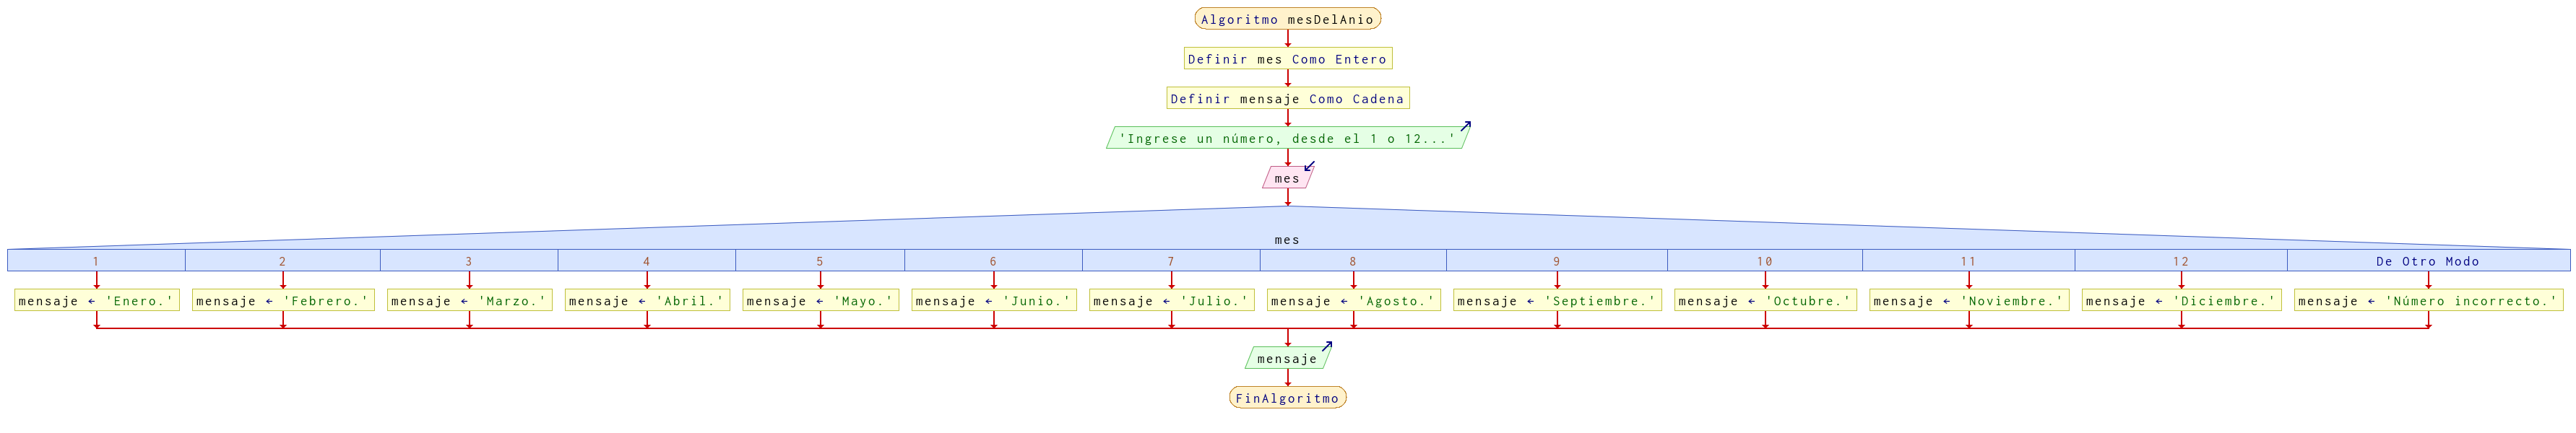 Algoritmo mesDelAnio
Definir mes Como Entero
Definir mensaje Como Cadena
'Ingrese un número, desde el 1 o 12...'
mes
mes
1 2 3 4 5 6 7 8 9 10 11 12 De Otro Modo
mensaje ← 'Enero.' mensaje ← 'Febrero.' mensaje ← 'Marzo.' mensaje ← 'Abril.' mensaje ← 'Mayo.' mensaje ← 'Junio.' mensaje ← 'Julio.' mensaje ← 'Agosto.' mensaje ← 'Septiembre.' mensaje ← 'Octubre.' mensaje ← 'Noviembre.' mensaje ← 'Diciembre.' mensaje ← 'Número incorrecto.'
mensaje
FinAlgoritmo